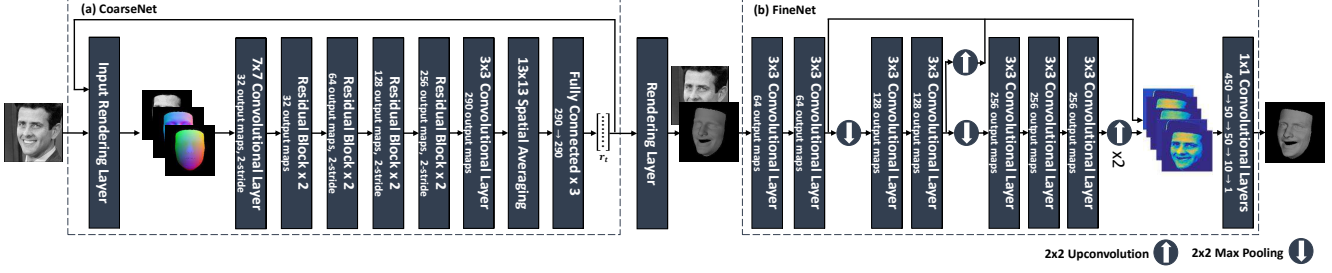 (a) CoarseNet
Input Rendering Layer
7x7 Convolutional Layer
32 output maps, 2-stride
Residual Block x 2
32 output maps
Residual Block x 2
64 output maps, 2-stride
Residual Block x 2
128 output maps, 2-stride
Residual Block x 2
256 output maps, 2-stride
3x3 Convolutional Layer
290 output maps
13x13 Spatial Averaging
Fully Connected x 3
290 → 290
r_t
Rendering Layer
(b) FineNet
3x3 Convolutional Layer
64 output maps
3x3 Convolutional Layer
64 output maps
3x3 Convolutional Layer
128 output maps
3x3 Convolutional Layer
128 output maps
3x3 Convolutional Layer
256 output maps
3x3 Convolutional Layer
256 output maps
3x3 Convolutional Layer
256 output maps
x2
1x1 Convolutional Layers
450 → 50 → 50 → 10 → 1
2x2 Upconvolution
2x2 Max Pooling